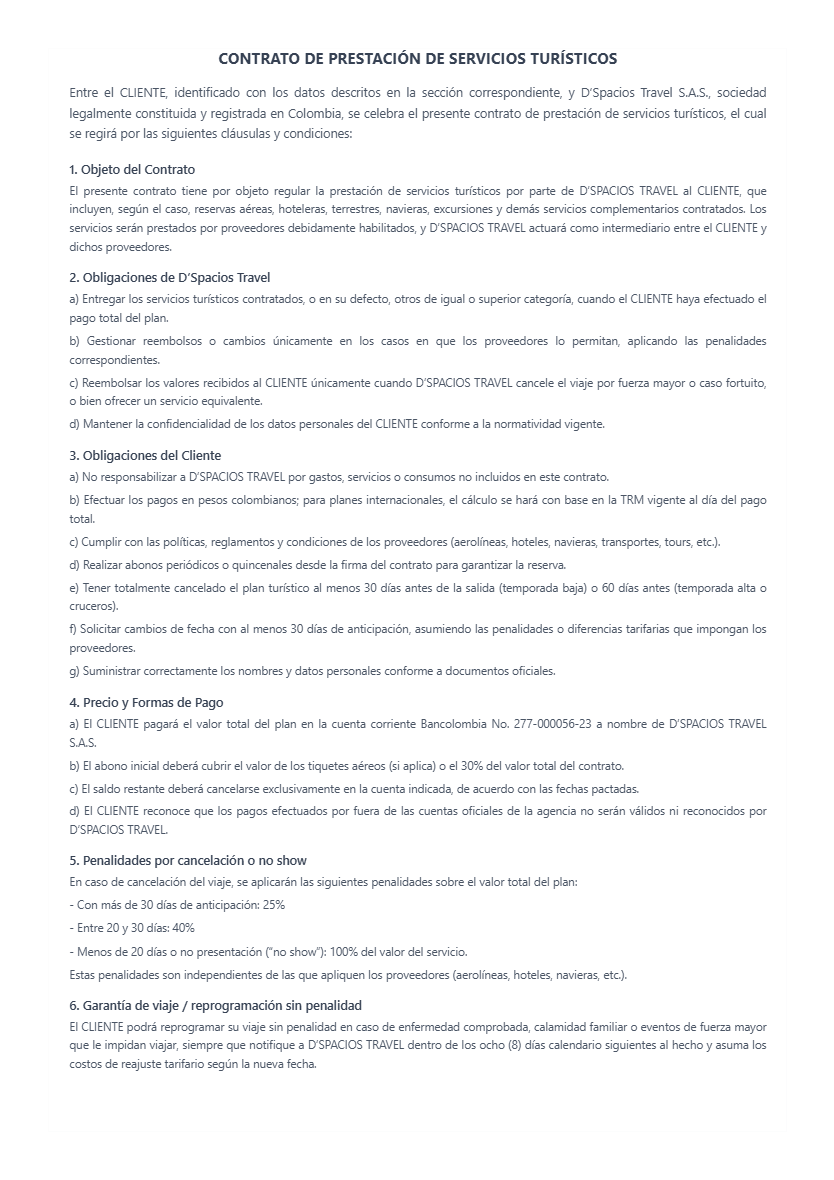 CONTRATO DE PRESTACIÓN DE SERVICIOS TURÍSTICOS
Entre el CLIENTE, identificado con los datos descritos en la sección correspondiente, y D’Spacios Travel S.A.S., sociedad
legalmente constituida y registrada en Colombia, se celebra el presente contrato de prestación de servicios turísticos, el cual
se regirá por las siguientes cláusulas y condiciones:
1. Objeto del Contrato
El presente contrato tiene por objeto regular la prestación de servicios turísticos por parte de D’SPACIOS TRAVEL al CLIENTE, que
incluyen, según el caso, reservas aéreas, hoteleras, terrestres, navieras, excursiones y demás servicios complementarios contratados. Los
servicios serán prestados por proveedores debidamente habilitados, y D’SPACIOS TRAVEL actuará como intermediario entre el CLIENTE y
dichos proveedores.
2. Obligaciones de D’Spacios Travel
a) Entregar los servicios turísticos contratados, o en su defecto, otros de igual o superior categoría, cuando el CLIENTE haya efectuado el
pago total del plan.
b) Gestionar reembolsos o cambios únicamente en los casos en que los proveedores lo permitan, aplicando las penalidades
correspondientes.
c) Reembolsar los valores recibidos al CLIENTE únicamente cuando D’SPACIOS TRAVEL cancele el viaje por fuerza mayor o caso fortuito,
o bien ofrecer un servicio equivalente.
d) Mantener la confidencialidad de los datos personales del CLIENTE conforme a la normatividad vigente.
3. Obligaciones del Cliente
a) No responsabilizar a D’SPACIOS TRAVEL por gastos, servicios o consumos no incluidos en este contrato.
b) Efectuar los pagos en pesos colombianos; para planes internacionales, el cálculo se hará con base en la TRM vigente al día del pago
total.
c) Cumplir con las políticas, reglamentos y condiciones de los proveedores (aerolíneas, hoteles, navieras, transportes, tours, etc.).
d) Realizar abonos periódicos o quincenales desde la firma del contrato para garantizar la reserva.
e) Tener totalmente cancelado el plan turístico al menos 30 días antes de la salida (temporada baja) o 60 días antes (temporada alta o
cruceros).
f) Solicitar cambios de fecha con al menos 30 días de anticipación, asumiendo las penalidades o diferencias tarifarias que impongan los
proveedores.
g) Suministrar correctamente los nombres y datos personales conforme a documentos oficiales.
4. Precio y Formas de Pago
a) El CLIENTE pagará el valor total del plan en la cuenta corriente Bancolombia No. 277-000056-23 a nombre de D’SPACIOS TRAVEL
S.A.S.
b) El abono inicial deberá cubrir el valor de los tiquetes aéreos (si aplica) o el 30% del valor total del contrato.
c) El saldo restante deberá cancelarse exclusivamente en la cuenta indicada, de acuerdo con las fechas pactadas.
d) El CLIENTE reconoce que los pagos efectuados por fuera de las cuentas oficiales de la agencia no serán válidos ni reconocidos por
D’SPACIOS TRAVEL.
5. Penalidades por cancelación o no show
En caso de cancelación del viaje, se aplicarán las siguientes penalidades sobre el valor total del plan:
- Con más de 30 días de anticipación: 25%
- Entre 20 y 30 días: 40%
- Menos de 20 días o no presentación (“no show”): 100% del valor del servicio.
Estas penalidades son independientes de las que apliquen los proveedores (aerolíneas, hoteles, navieras, etc.).
6. Garantía de viaje / reprogramación sin penalidad
El CLIENTE podrá reprogramar su viaje sin penalidad en caso de enfermedad comprobada, calamidad familiar o eventos de fuerza mayor
que le impidan viajar, siempre que notifique a D’SPACIOS TRAVEL dentro de los ocho (8) días calendario siguientes al hecho y asuma los
costos de reajuste tarifario según la nueva fecha.